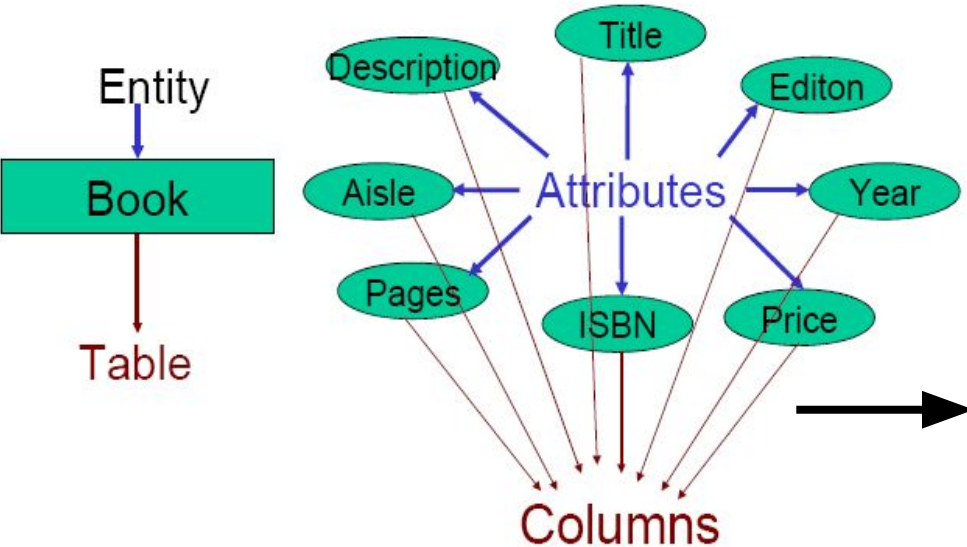 Entity
Book
Table
Title
Description
Editon
Aisle
Attributes
Year
Pages
ISBN
Price
Columns